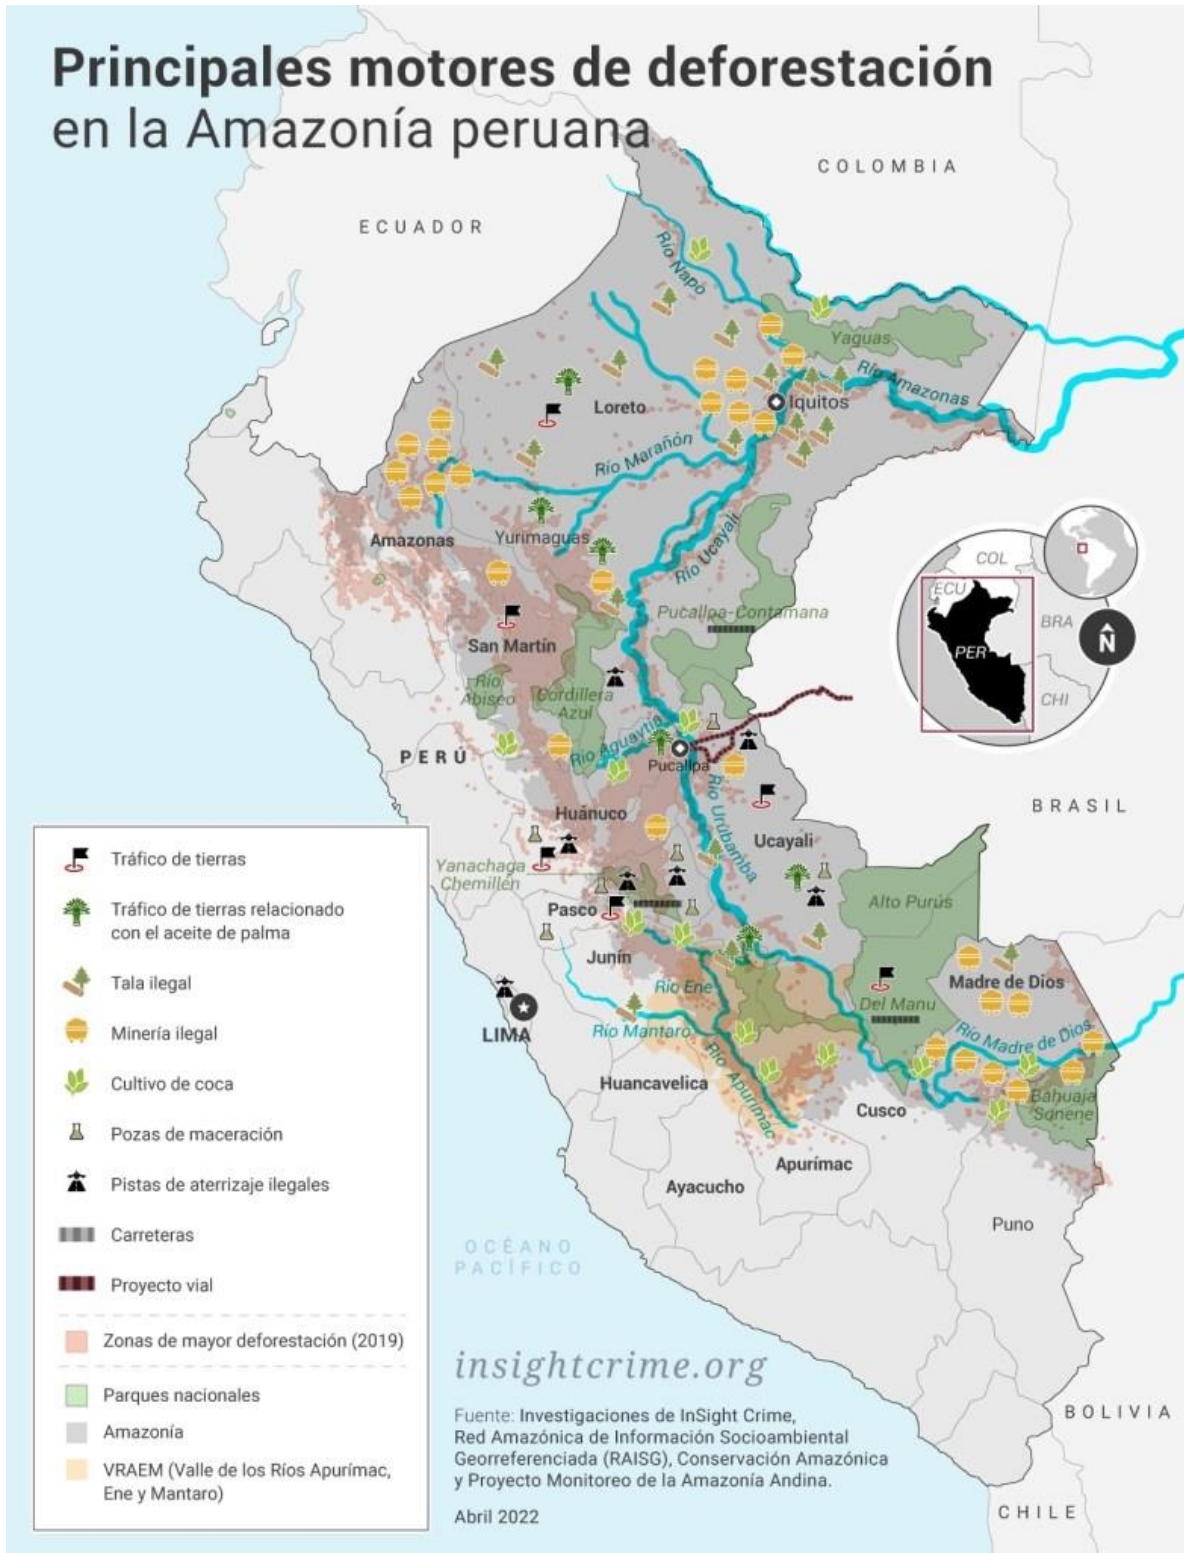 Principales motores de deforestación
en la Amazonía peruana
COLOMBIA
ECUADOR
Río Napo
Yaguas
Río Amazonas
Iquitos
Loreto
Río Marañón
Amazonas
Yurimaguas
Río Ucayali
Pucallpa-Contamana
San Martín
Río
Abiseo
Cordillera
Azul
COL
ECU
BRA
PER
CHI
N
PERÚ
Río Aguaytía
Pucallpa
BRASIL
Huánuco
Río Urubamba
Ucayali
Yanachaga
Chemillén
Pasco
Alto Purús
Junín
Río Ene
Madre de Dios
Del Manu
LIMA
Río Mantaro
Río Madre de Dios
Huancavelica
Río Apurímac
Bahuaja
Sonene
Cusco
Apurímac
Ayacucho
Puno
OCÉANO
PACÍFICO
BOLIVIA
CHILE
Tráfico de tierras
Tráfico de tierras relacionado
con el aceite de palma
Tala ilegal
Minería ilegal
Cultivo de coca
Pozas de maceración
Pistas de aterrizaje ilegales
Carreteras
Proyecto vial
Zonas de mayor deforestación (2019)
Parques nacionales
Amazonía
VRAEM (Valle de los Ríos Apurímac,
Ene y Mantaro)
insightcrime.org
Fuente: Investigaciones de InSight Crime,
Red Amazónica de Información Socioambiental
Georreferenciada (RAISG), Conservación Amazónica
y Proyecto Monitoreo de la Amazonía Andina.
Abril 2022